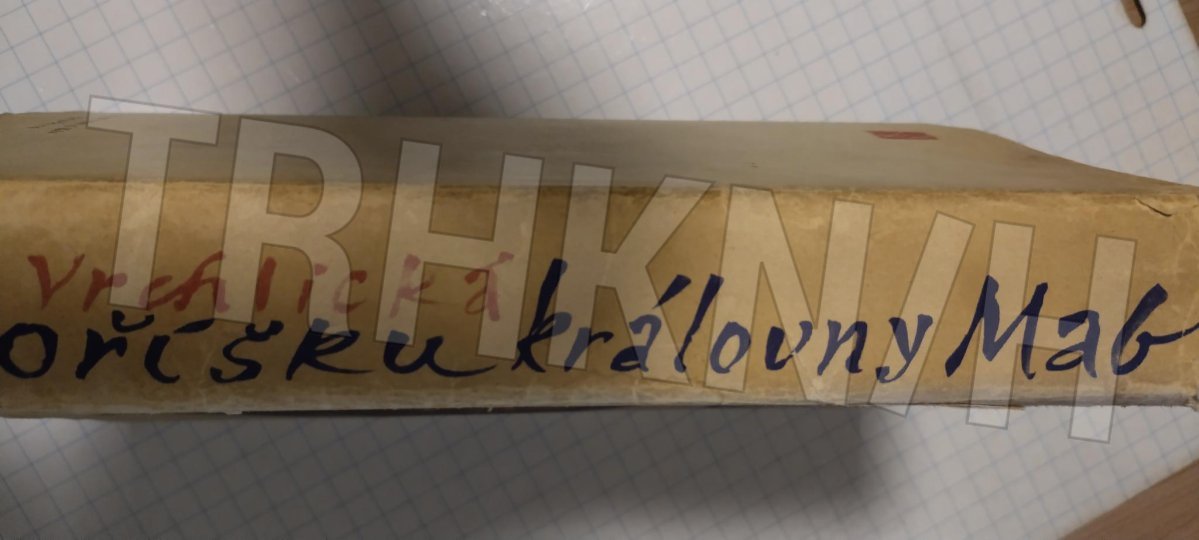 TRHKNIH
Vrchlická
oříšku královny Mab